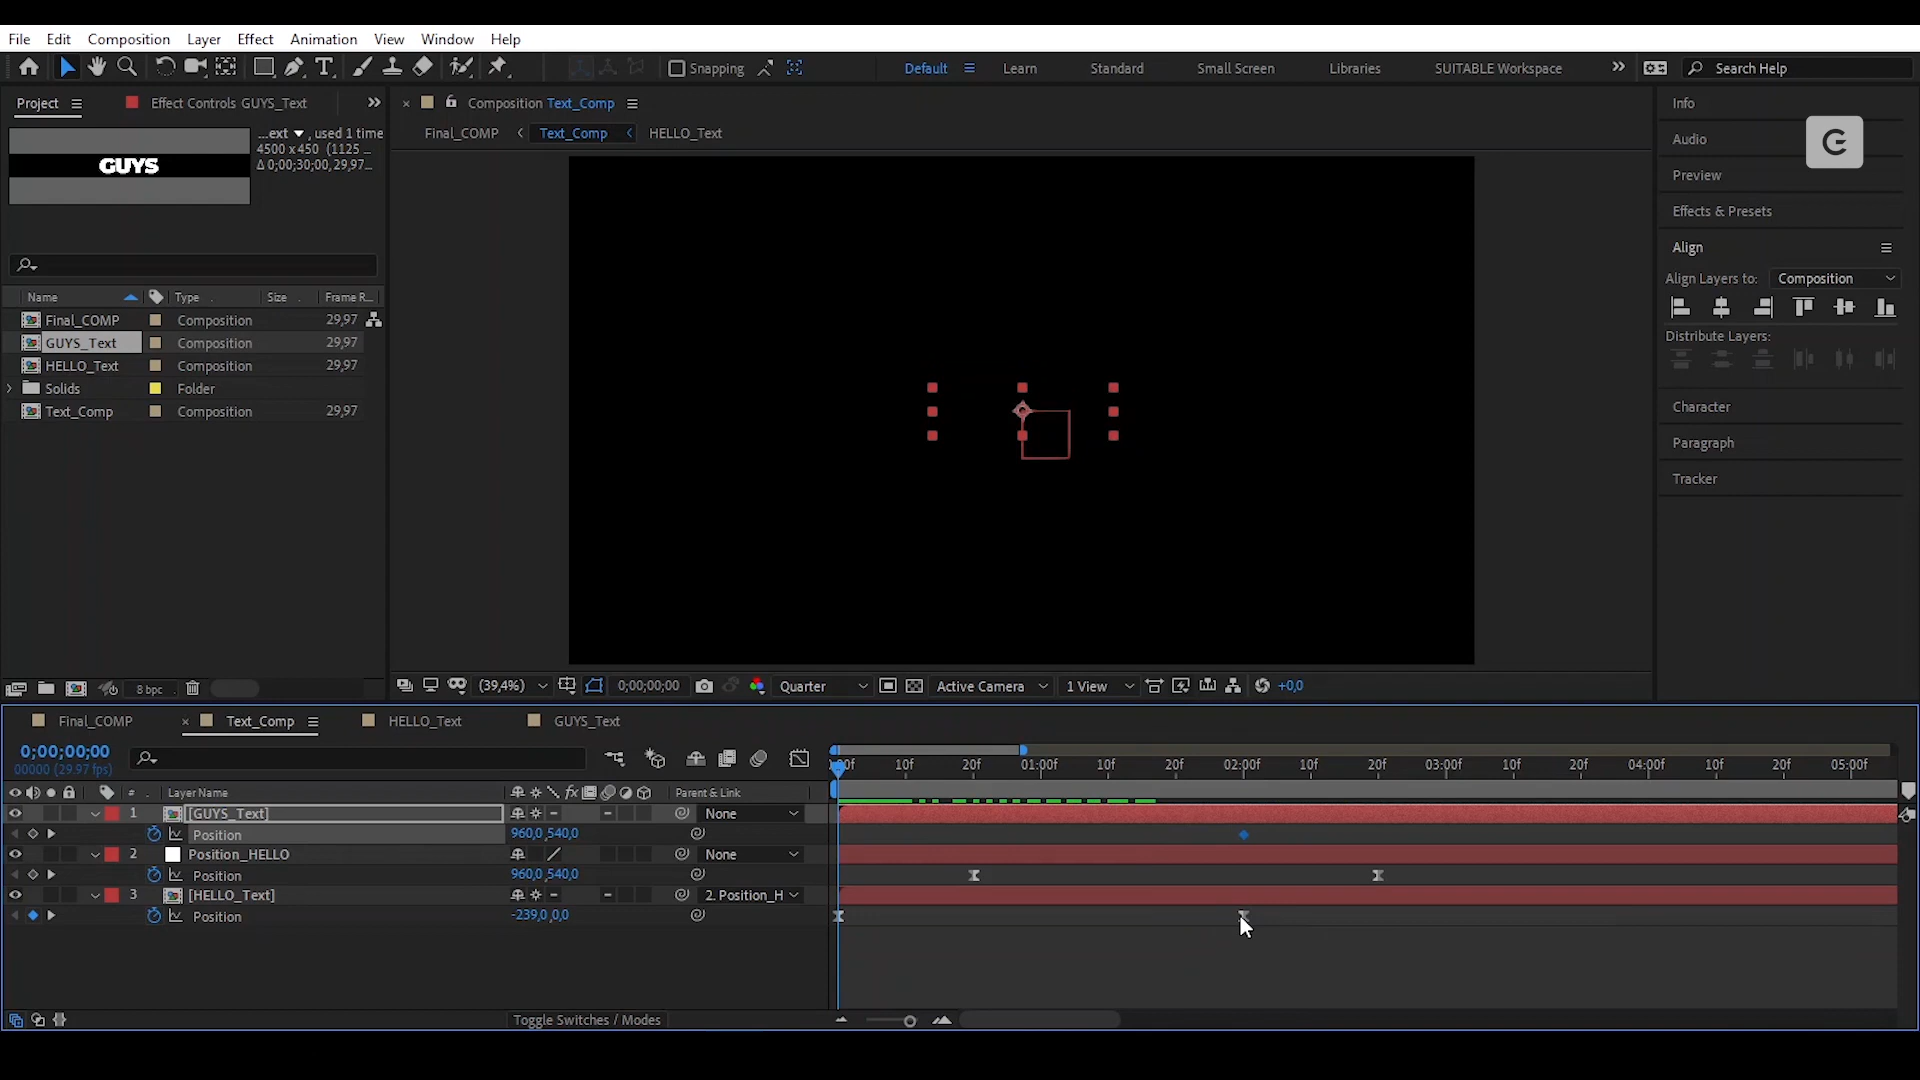 File Edit Composition Layer Effect Animation View Window Help
Snapping Default Learn Standard Small Screen Libraries SUITABLE Workspace Search Help
Project Effect Controls GUYS_Text Composition Text_Comp Info
...ext , used 1 time Final_COMP Text_Comp HELLO_Text
4500 x 450 (1125 ... Audio
Δ 0;00;30;00, 29,97...
GUYS
Preview
Effects & Presets
Align
Align Layers to: Composition
Distribute Layers:
Character
Paragraph
Tracker
Name Type Size Frame R...
Final_COMP Composition 29,97
GUYS_Text Composition 29,97
HELLO_Text Composition 29,97
Solids Folder
Text_Comp Composition 29,97
8 bpc (39,4%) 0;00;00;00 Quarter Active Camera 1 View +0,0
Final_COMP Text_Comp HELLO_Text GUYS_Text
0;00;00;00
00000 (29.97 fps)
10f 20f 01:00f 10f 20f 02:00f 10f 20f 03:00f 10f 20f 04:00f 10f 20f 05:00f
# Layer Name fx Parent & Link
1 [GUYS_Text] None
Position 960,0,540,0
2 Position_HELLO None
Position 960,0,540,0
3 [HELLO_Text] 2. Position_H
Position -239,0,0,0
Toggle Switches / Modes